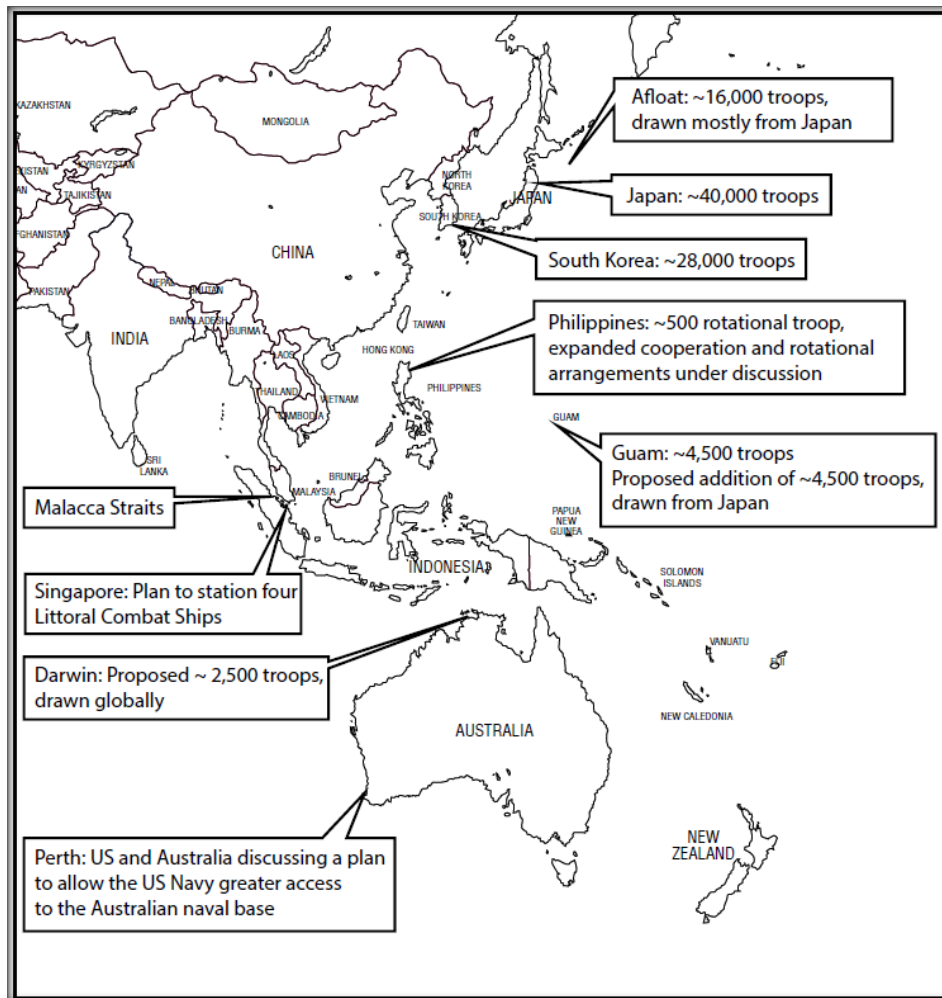 KAZAKHSTAN
MONGOLIA
Afloat: ~16,000 troops,
drawn mostly from Japan
KYRGYZSTAN
TAJIKISTAN
NORTH
KOREA
JAPAN
Japan: ~40,000 troops
SOUTH KOREA
CHINA
South Korea: ~28,000 troops
PAKISTAN
NEPAL
BHUTAN
BANGLADESH
INDIA
BURMA
TAIWAN
HONG KONG
Philippines: ~500 rotational troop,
expanded cooperation and rotational
arrangements under discussion
LAOS
THAILAND
VIETNAM
CAMBODIA
PHILIPPINES
GUAM
Guam: ~4,500 troops
Proposed addition of ~4,500 troops,
drawn from Japan
SRI
LANKA
BRUNEI
MALAYSIA
Malacca Straits
PAPUA
NEW
GUINEA
INDONESIA
SOLOMON
ISLANDS
Singapore: Plan to station four
Littoral Combat Ships
Darwin: Proposed ~ 2,500 troops,
drawn globally
VANUATU
NEW CALEDONIA
AUSTRALIA
Perth: US and Australia discussing a plan
to allow the US Navy greater access
to the Australian naval base
NEW
ZEALAND